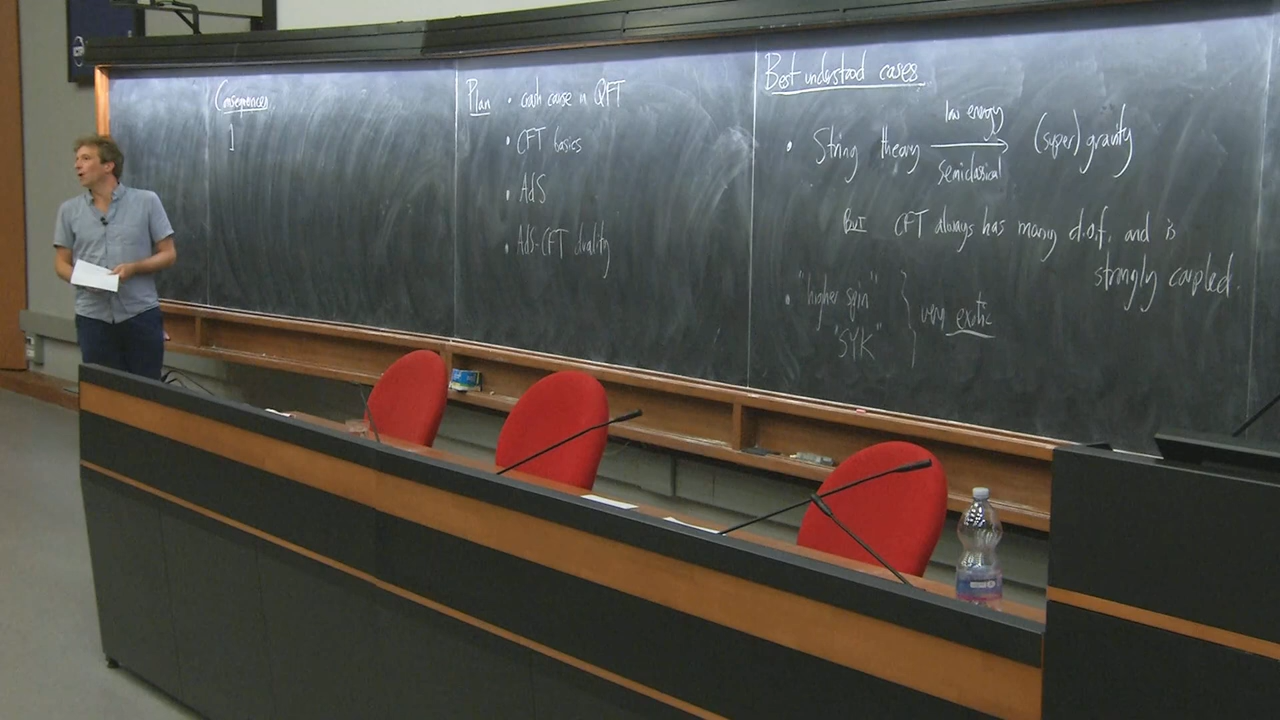 Consequences
1
Plan • crash course in QFT
• CFT basics
• AdS
• AdS-CFT duality
Best understood cases
• String theory low energy → semiclassical (super)gravity
But CFT always has many d.o.f. and is
strongly coupled.
• "higher spin"
"SYK" } very exotic